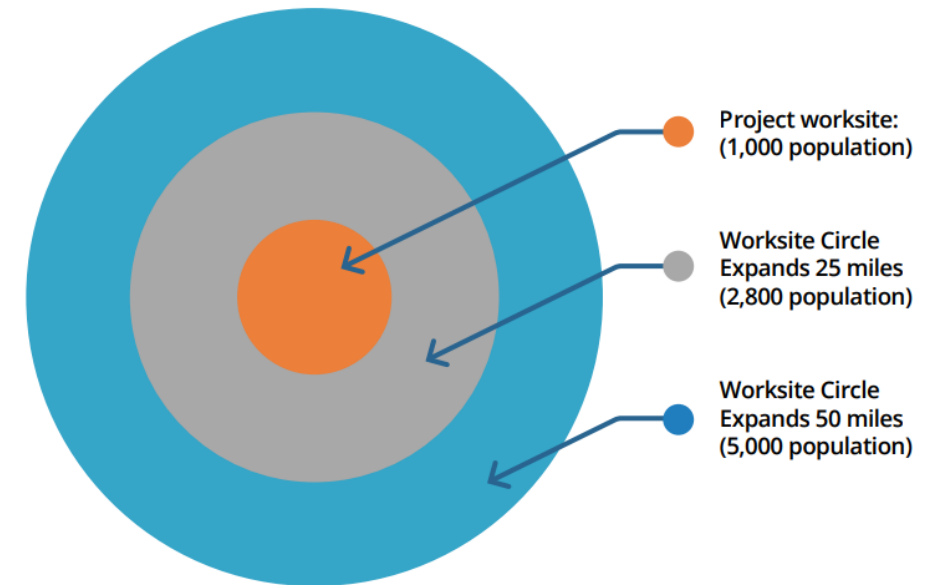 Project worksite:
(1,000 population)
Worksite Circle
Expands 25 miles
(2,800 population)
Worksite Circle
Expands 50 miles
(5,000 population)